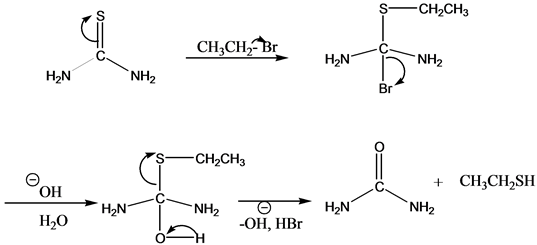 S
C
H2N
NH2
CH3CH2- Br
S
CH2CH3
C
H2N
NH2
Br
⊖
OH
H2O
S
CH2CH3
C
H2N
NH2
O
H
⊖
-OH, HBr
O
C
H2N
NH2
+ CH3CH2SH